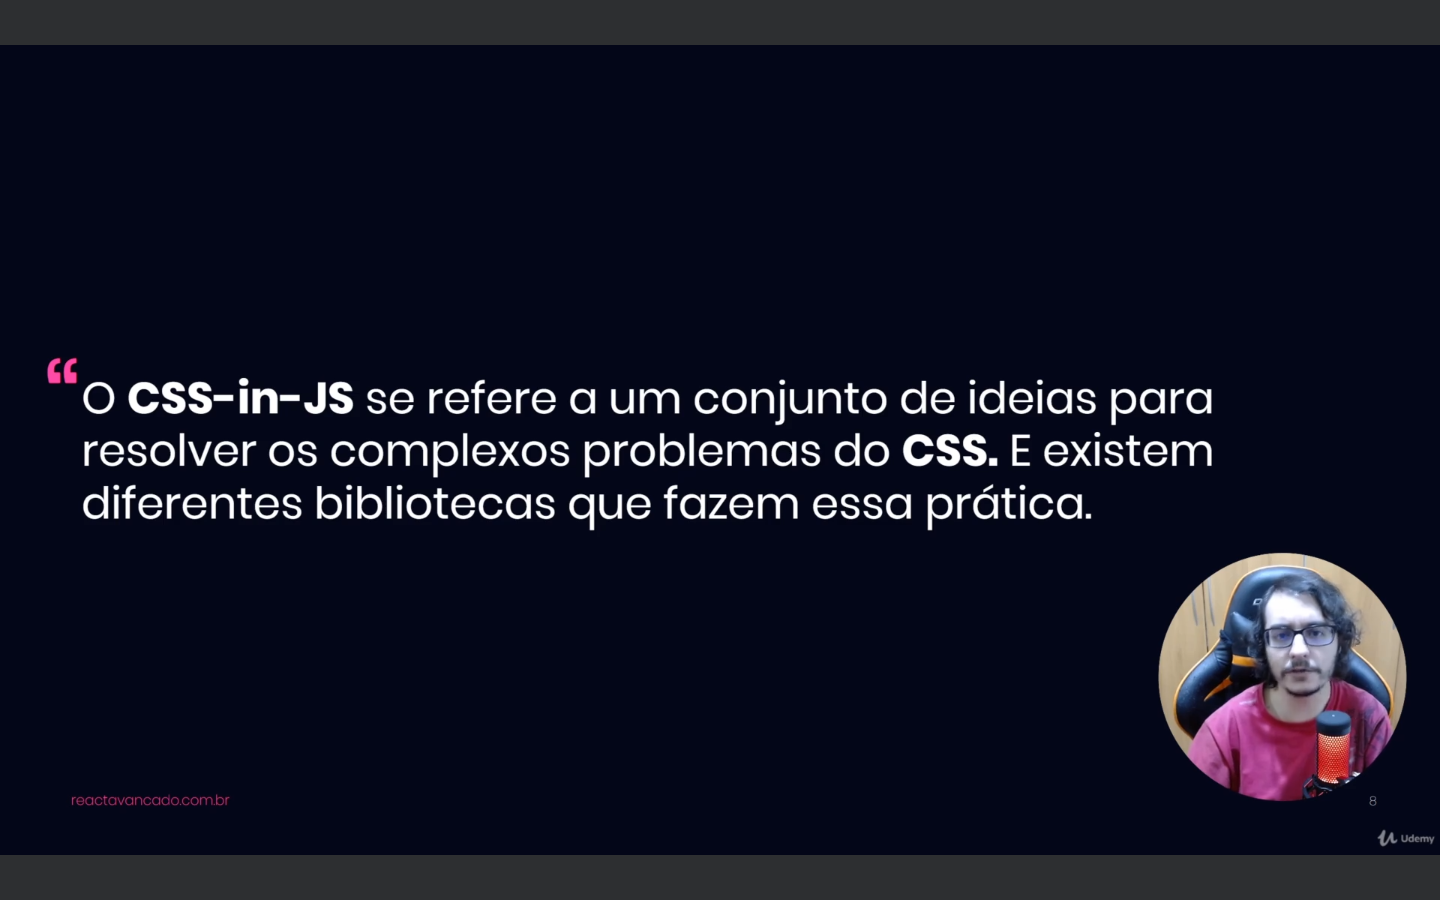 “O CSS-in-JS se refere a um conjunto de ideias para
resolver os complexos problemas do CSS. E existem
diferentes bibliotecas que fazem essa prática.
reactavancado.com.br
8
Udemy